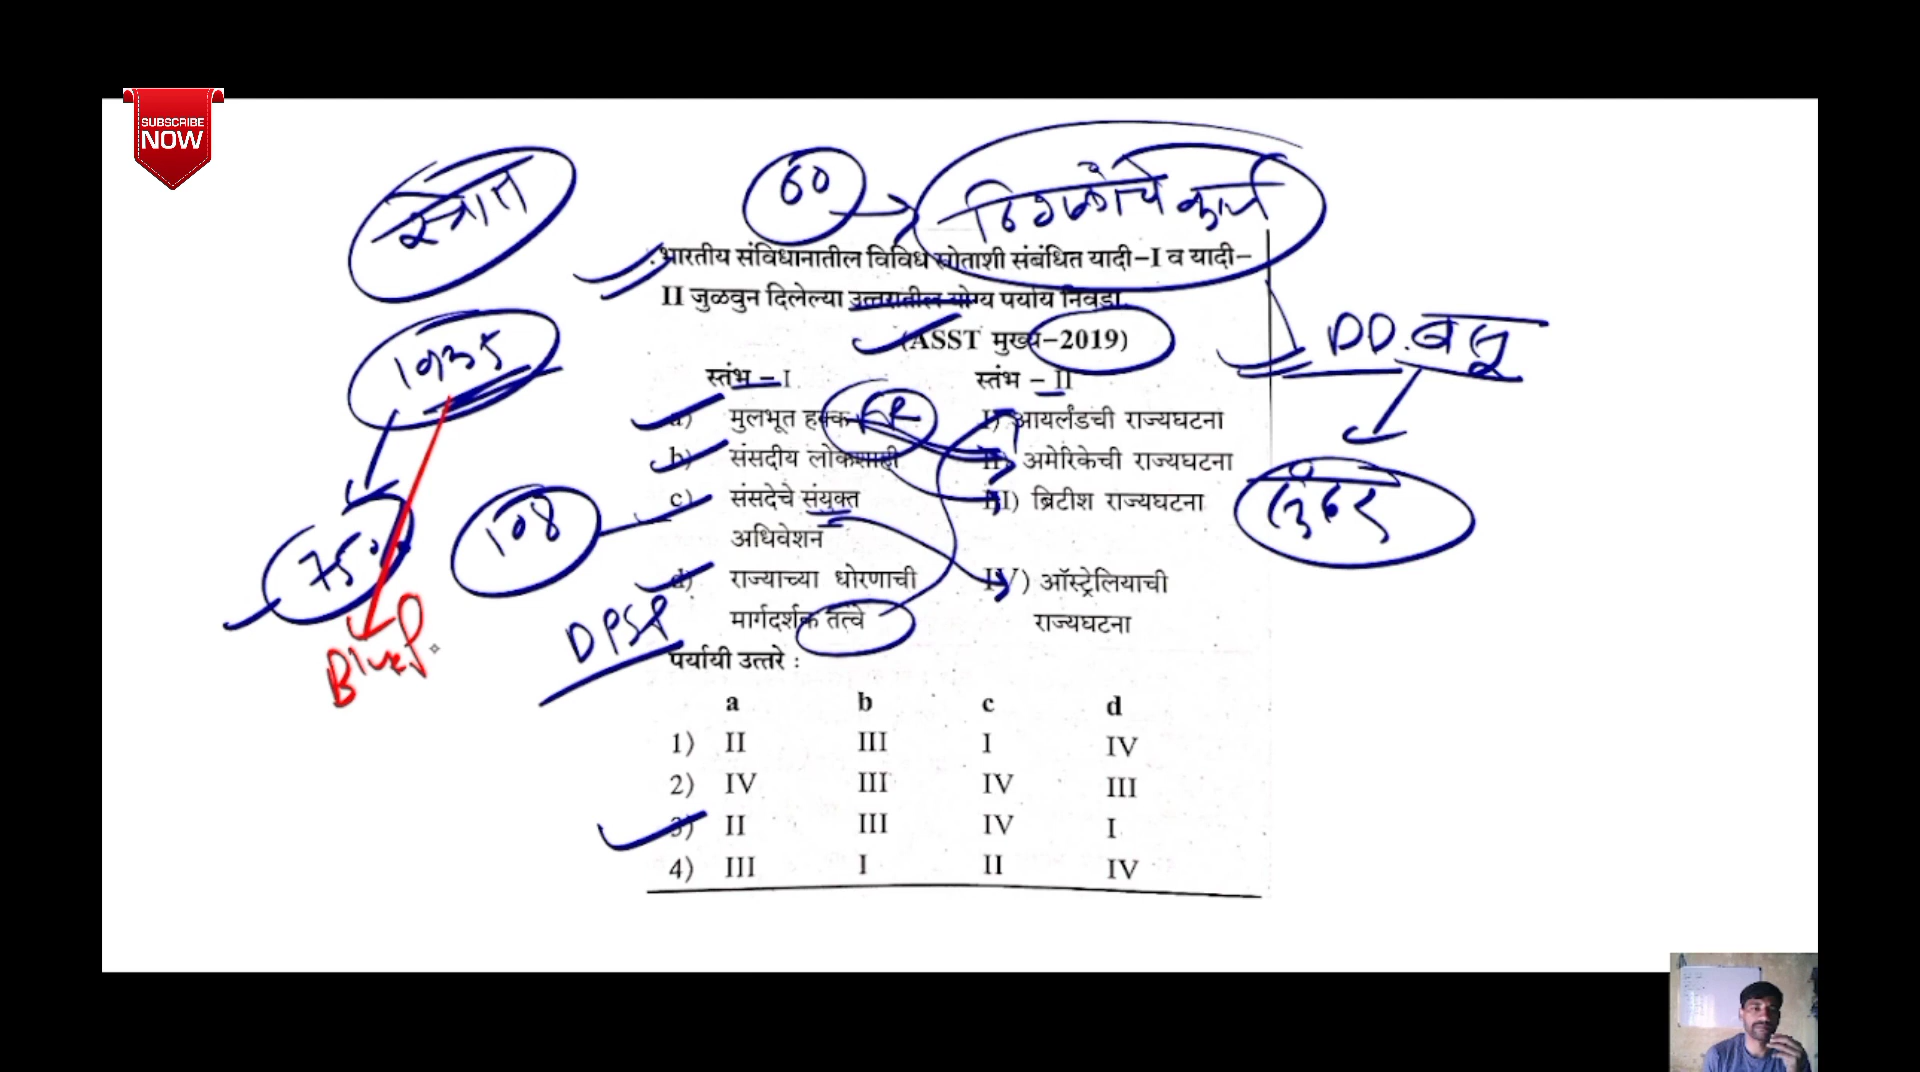 SUBSCRIBE
NOW
स्त्रोत
60
भारतीय संविधानातील विविध स्रोताशी संबंधित यादी–I व यादी–
II जुळवुन दिलेल्या उत्तरातील योग्य पर्याय निवडा.
(ASST मुख्य–2019)
1935
DD. बसू
स्तंभ – I स्तंभ – II
a) मुलभूत हक्क FR I) आयर्लंडची राज्यघटना
b) संसदीय लोकशाही II) अमेरिकेची राज्यघटना
c) संसदेचे संयुक्त III) ब्रिटीश राज्यघटना
अधिवेशन
108
75%
d) राज्याच्या धोरणाची IV) ऑस्ट्रेलियाची
मार्गदर्शक तत्वे राज्यघटना
DPSP
पर्यायी उत्तरे :
a b c d
1) II III I IV
2) IV III IV III
3) II III IV I
4) III I II IV